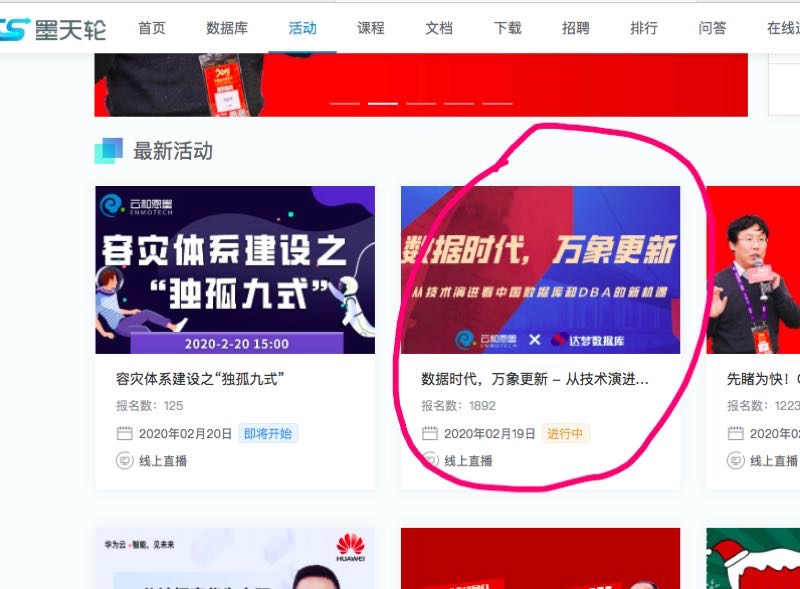 墨天轮
首页 数据库 活动 课程 文档 下载 招聘 排行 问答 在线
最新活动
云和恩墨
ENMOTECH
容灾体系建设之
“独孤九式”
2020-2-20 15:00
容灾体系建设之“独孤九式”
报名数：125
2020年02月20日 即将开始
线上直播
数据时代，万象更新
从技术演进看中国数据库和DBA的新机遇
云和恩墨 ENMOTECH × 达梦数据库
数据时代，万象更新 – 从技术演进...
报名数：1892
2020年02月19日 进行中
线上直播
先睹为快！
报名数：1223
2020年0
线上直播
华为云 +智能，见未来
HUAWEI